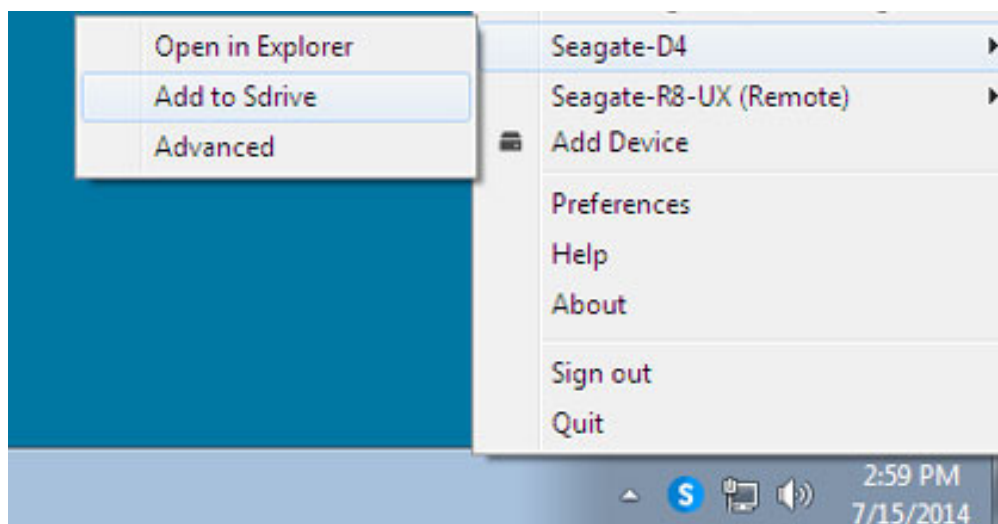 Open in Explorer
Add to Sdrive
Advanced
Seagate-D4
Seagate-R8-UX (Remote)
Add Device
Preferences
Help
About
Sign out
Quit
S
2:59 PM
7/15/2014